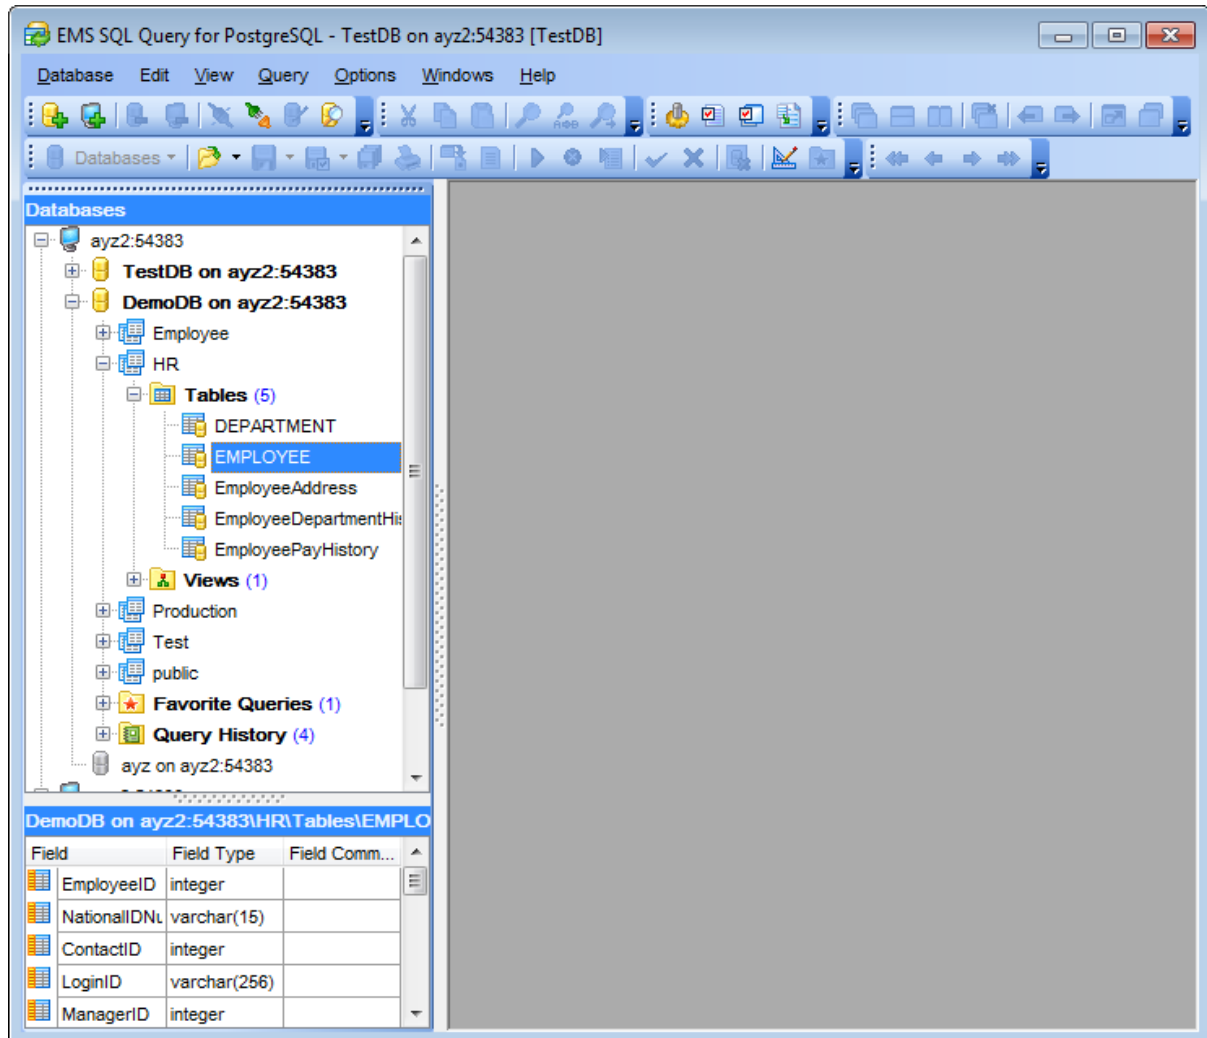 EMS SQL Query for PostgreSQL - TestDB on ayz2:54383 [TestDB]
Database Edit View Query Options Windows Help
Databases
Databases
ayz2:54383
TestDB on ayz2:54383
DemoDB on ayz2:54383
Employee
HR
Tables (5)
DEPARTMENT
EMPLOYEE
EmployeeAddress
EmployeeDepartmentHi
EmployeePayHistory
Views (1)
Production
Test
public
Favorite Queries (1)
Query History (4)
ayz on ayz2:54383
DemoDB on ayz2:54383\HR\Tables\EMPLO
Field Field Type Field Comm...
EmployeeID integer
NationalIDNu varchar(15)
ContactID integer
LoginID varchar(256)
ManagerID integer